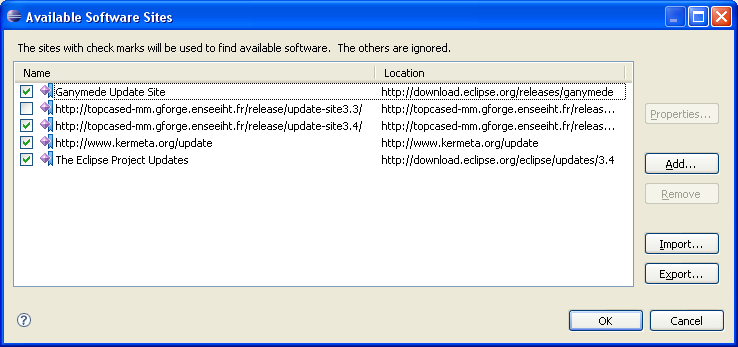 Available Software Sites
The sites with check marks will be used to find available software. The others are ignored.
Name Location
Ganymede Update Site http://download.eclipse.org/releases/ganymede
http://topcased-mm.gforge.enseeiht.fr/release/update-site3.3/ http://topcased-mm.gforge.enseeiht.fr/releas...
http://topcased-mm.gforge.enseeiht.fr/release/update-site3.4/ http://topcased-mm.gforge.enseeiht.fr/releas...
http://www.kermeta.org/update http://www.kermeta.org/update
The Eclipse Project Updates http://download.eclipse.org/eclipse/updates/3.4
Properties...
Add...
Remove
Import...
Export...
?
OK Cancel